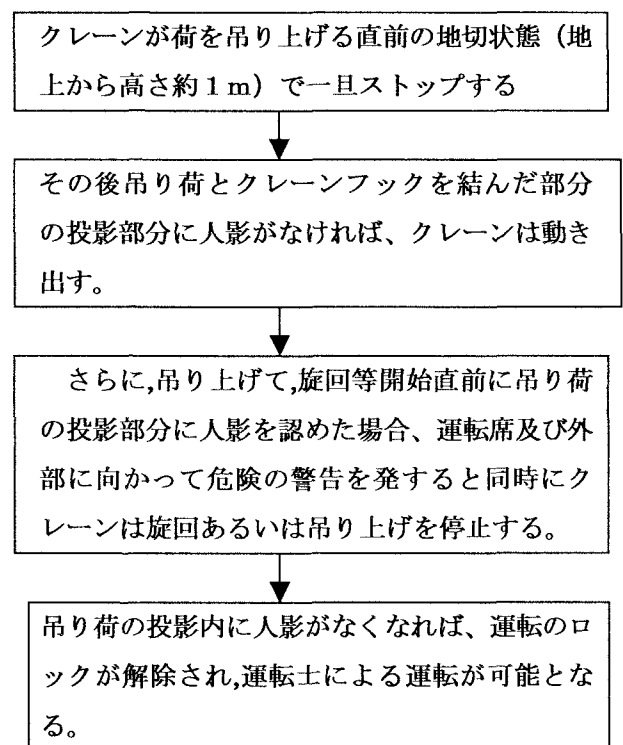 クレーンが荷を吊り上げる直前の地切状態（地
上から高さ約１ｍ）で一旦ストップする
その後吊り荷とクレーンフックを結んだ部分
の投影部分に人影がなければ、クレーンは動き
出す。
さらに,吊り上げて,旋回等開始直前に吊り荷
の投影部分に人影を認めた場合、運転席及び外
部に向かって危険の警告を発すると同時にク
レーンは旋回あるいは吊り上げを停止する。
吊り荷の投影内に人影がなくなれば、運転のロ
ックが解除され,運転士による運転が可能とな
る。